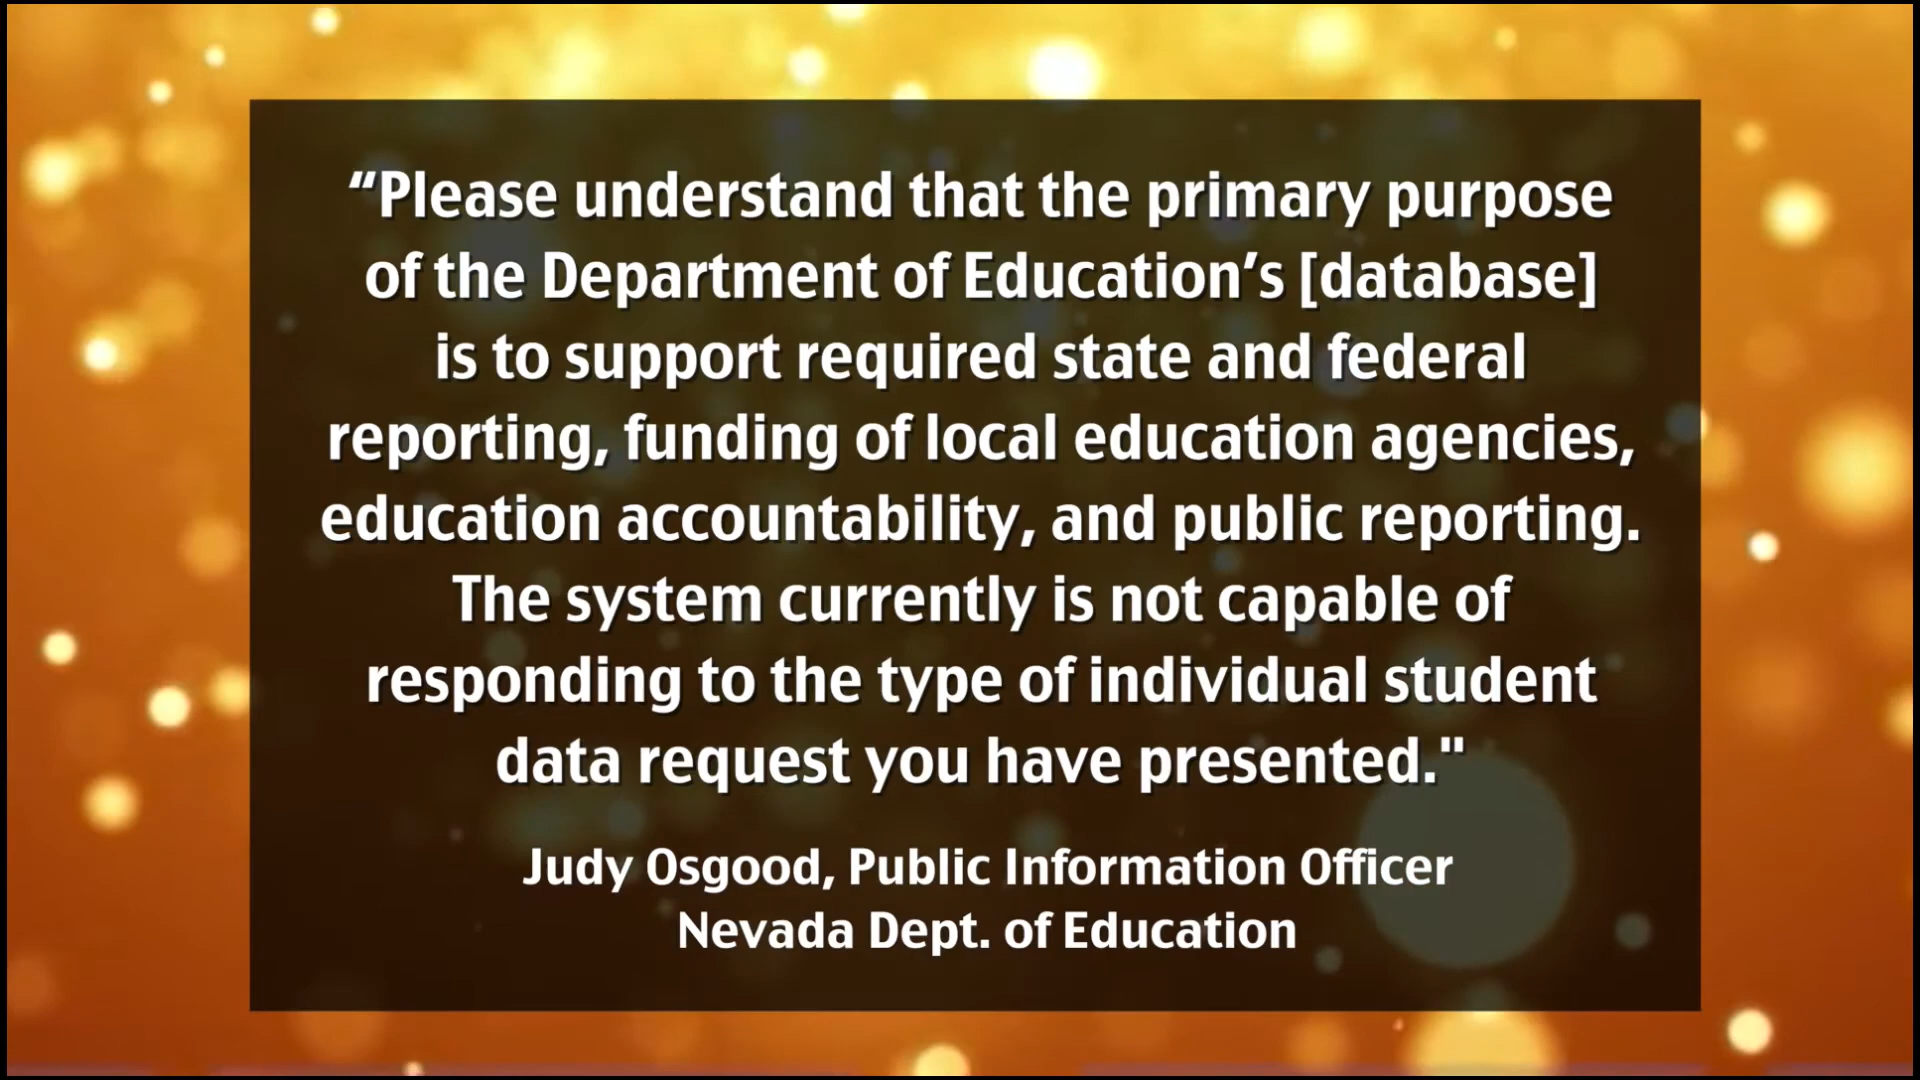 “Please understand that the primary purpose
of the Department of Education’s [database]
is to support required state and federal
reporting, funding of local education agencies,
education accountability, and public reporting.
The system currently is not capable of
responding to the type of individual student
data request you have presented."
Judy Osgood, Public Information Officer
Nevada Dept. of Education